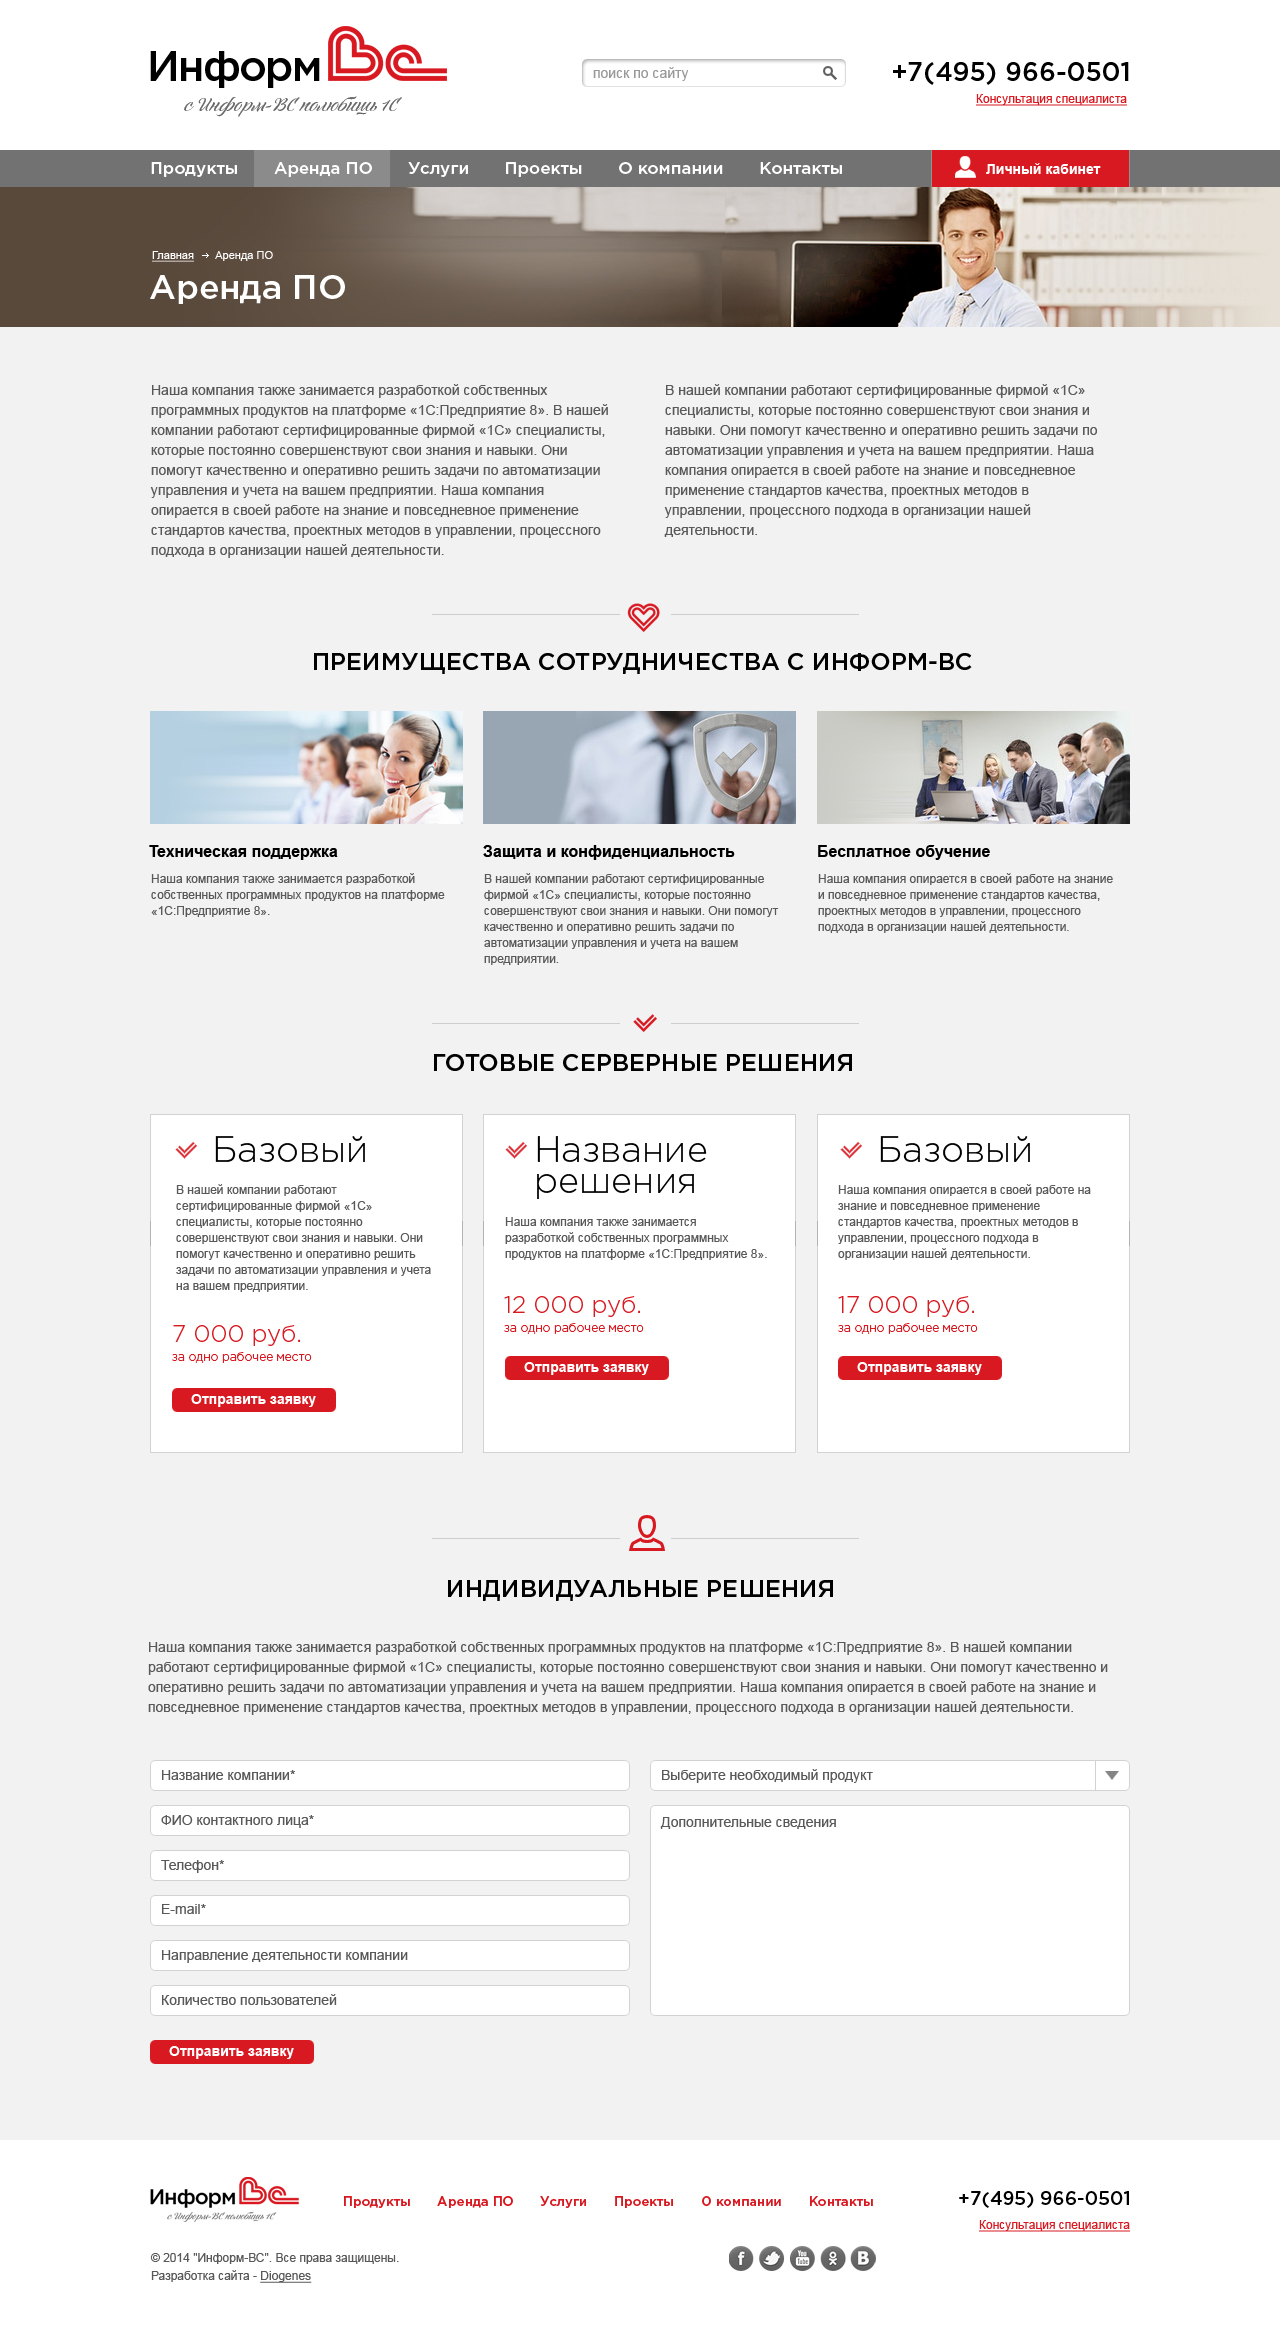 Информ ВС
с Информ-ВС полюбишь 1С
поиск по сайту
+7(495) 966-0501
Консультация специалиста
Продукты Аренда ПО Услуги Проекты О компании Контакты Личный кабинет
Главная → Аренда ПО
Аренда ПО
Наша компания также занимается разработкой собственных
программных продуктов на платформе «1С:Предприятие 8». В нашей
компании работают сертифицированные фирмой «1С» специалисты,
которые постоянно совершенствуют свои знания и навыки. Они
помогут качественно и оперативно решить задачи по автоматизации
управления и учета на вашем предприятии. Наша компания
опирается в своей работе на знание и повседневное применение
стандартов качества, проектных методов в управлении, процессного
подхода в организации нашей деятельности.
В нашей компании работают сертифицированные фирмой «1С»
специалисты, которые постоянно совершенствуют свои знания и
навыки. Они помогут качественно и оперативно решить задачи по
автоматизации управления и учета на вашем предприятии. Наша
компания опирается в своей работе на знание и повседневное
применение стандартов качества, проектных методов в
управлении, процессного подхода в организации нашей
деятельности.
ПРЕИМУЩЕСТВА СОТРУДНИЧЕСТВА С ИНФОРМ-ВС
Техническая поддержка
Наша компания также занимается разработкой
собственных программных продуктов на платформе
«1С:Предприятие 8».
Защита и конфиденциальность
В нашей компании работают сертифицированные
фирмой «1С» специалисты, которые постоянно
совершенствуют свои знания и навыки. Они помогут
качественно и оперативно решить задачи по
автоматизации управления и учета на вашем
предприятии.
Бесплатное обучение
Наша компания опирается в своей работе на знание
и повседневное применение стандартов качества,
проектных методов в управлении, процессного
подхода в организации нашей деятельности.
ГОТОВЫЕ СЕРВЕРНЫЕ РЕШЕНИЯ
Базовый
В нашей компании работают
сертифицированные фирмой «1С»
специалисты, которые постоянно
совершенствуют свои знания и навыки. Они
помогут качественно и оперативно решить
задачи по автоматизации управления и учета
на вашем предприятии.
7 000 руб.
за одно рабочее место
Отправить заявку
Название
решения
Наша компания также занимается
разработкой собственных программных
продуктов на платформе «1С:Предприятие 8».
12 000 руб.
за одно рабочее место
Отправить заявку
Базовый
Наша компания опирается в своей работе на
знание и повседневное применение
стандартов качества, проектных методов в
управлении, процессного подхода в
организации нашей деятельности.
17 000 руб.
за одно рабочее место
Отправить заявку
ИНДИВИДУАЛЬНЫЕ РЕШЕНИЯ
Наша компания также занимается разработкой собственных программных продуктов на платформе «1С:Предприятие 8». В нашей компании
работают сертифицированные фирмой «1С» специалисты, которые постоянно совершенствуют свои знания и навыки. Они помогут качественно и
оперативно решить задачи по автоматизации управления и учета на вашем предприятии. Наша компания опирается в своей работе на знание и
повседневное применение стандартов качества, проектных методов в управлении, процессного подхода в организации нашей деятельности.
Название компании*
ФИО контактного лица*
Телефон*
E-mail*
Направление деятельности компании
Количество пользователей
Выберите необходимый продукт
Дополнительные сведения
Отправить заявку
Информ ВС
с Информ-ВС полюбишь 1С
Продукты Аренда ПО Услуги Проекты О компании Контакты
+7(495) 966-0501
Консультация специалиста
© 2014 "Информ-ВС". Все права защищены.
Разработка сайта - Diogenes
f You Tube B